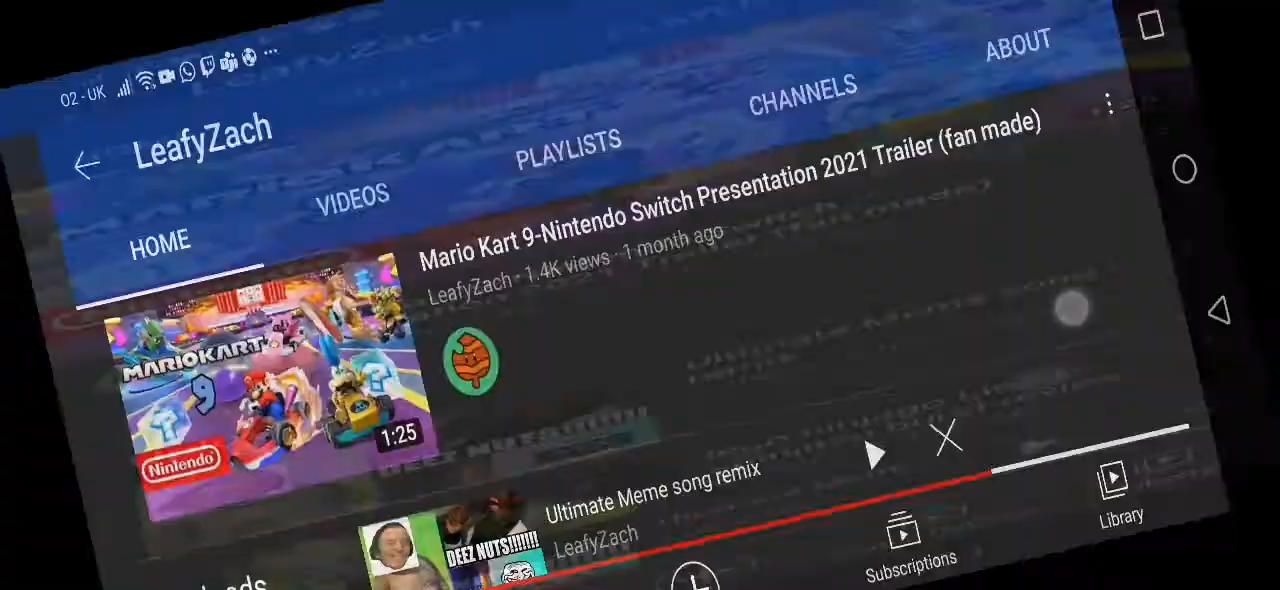 O2 - UK
LeafyZach
HOME
VIDEOS
PLAYLISTS
CHANNELS
ABOUT
Mario Kart 9-Nintendo Switch Presentation 2021 Trailer (fan made)
LeafyZach · 1.4K views · 1 month ago
MARIOKART
9
Nintendo
1:25
Ultimate Meme song remix
LeafyZach
DEEZ NUTS!!!!!!!
Subscriptions
Library